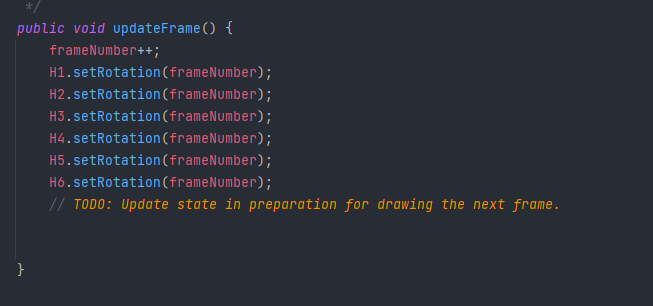 */
public void updateFrame() {
frameNumber++;
H1.setRotation(frameNumber);
H2.setRotation(frameNumber);
H3.setRotation(frameNumber);
H4.setRotation(frameNumber);
H5.setRotation(frameNumber);
H6.setRotation(frameNumber);
// TODO: Update state in preparation for drawing the next frame.
}